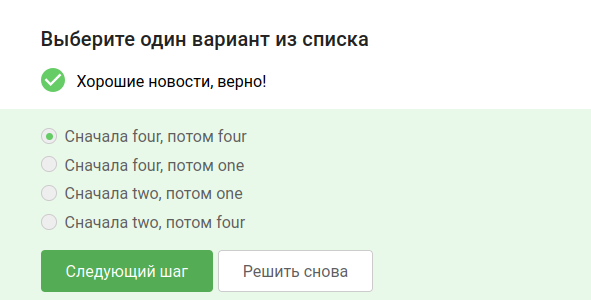 Выберите один вариант из списка
Хорошие новости, верно!
Сначала four, потом four
Сначала four, потом one
Сначала two, потом one
Сначала two, потом four
Следующий шаг
Решить снова